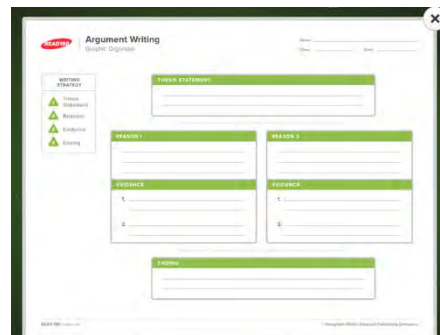 READ180
Argument Writing
Graphic Organizer
Name
Class
Date
WRITING
STRATEGY
Thesis
Statement
Reasons
Evidence
Ending
THESIS STATEMENT
REASON 1
REASON 2
EVIDENCE
EVIDENCE
1.
1.
2.
2.
ENDING
READ 180